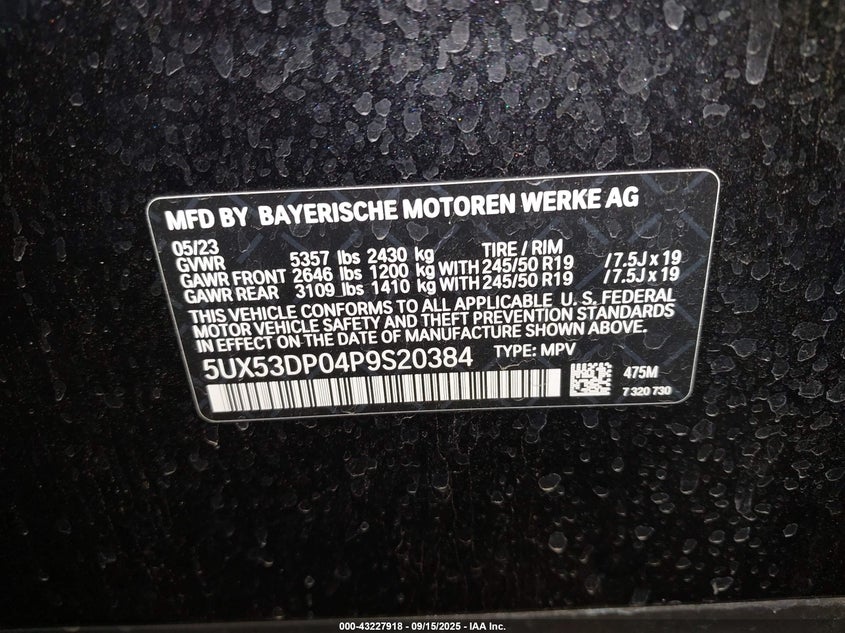 MFD BY BAYERISCHE MOTOREN WERKE AG
05/23
GVWR 5357 lbs 2430 kg TIRE / RIM
GAWR FRONT 2646 lbs 1200 kg WITH 245/50 R19 /7.5J x 19
GAWR REAR 3109 lbs 1410 kg WITH 245/50 R19 /7.5J x 19
THIS VEHICLE CONFORMS TO ALL APPLICABLE U. S. FEDERAL
MOTOR VEHICLE SAFETY AND THEFT PREVENTION STANDARDS
IN EFFECT ON THE DATE OF MANUFACTURE SHOWN ABOVE.
5UX53DP04P9S20384 TYPE: MPV
475M
7 320 730
000-43227918 - 09/15/2025 - IAA Inc.